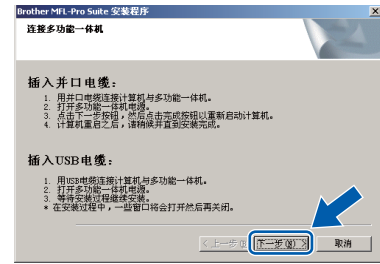 Brother MFL-Pro Suite 安装程序
连接多功能一体机
插入并口电缆：
1. 用并口电缆连接计算机与多功能一体机。
2. 打开多功能一体机电源。
3. 点击下一步按钮，然后点击完成按钮以重新启动计算机。
4. 计算机重启之后，请稍候并直到安装完成。
插入USB电缆：
1. 用USB电缆连接计算机与多功能一体机。
2. 打开多功能一体机电源。
3. 等待安装过程继续安装。
* 在安装过程中，一些窗口将会打开然后再关闭。
< 上一步(B) 下一步(N) > 取消